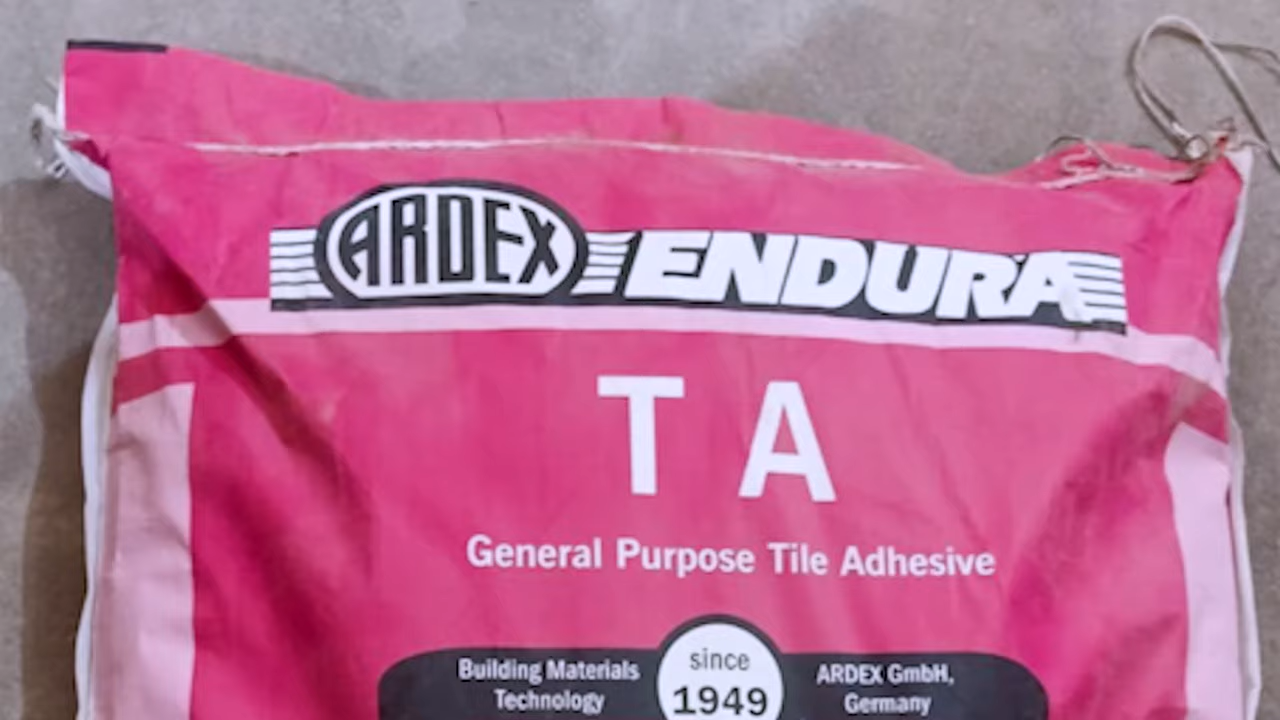 ARDEX ENDURA
T A
General Purpose Tile Adhesive
Building Materials
Technology
since
1949
ARDEX GmbH,
Germany